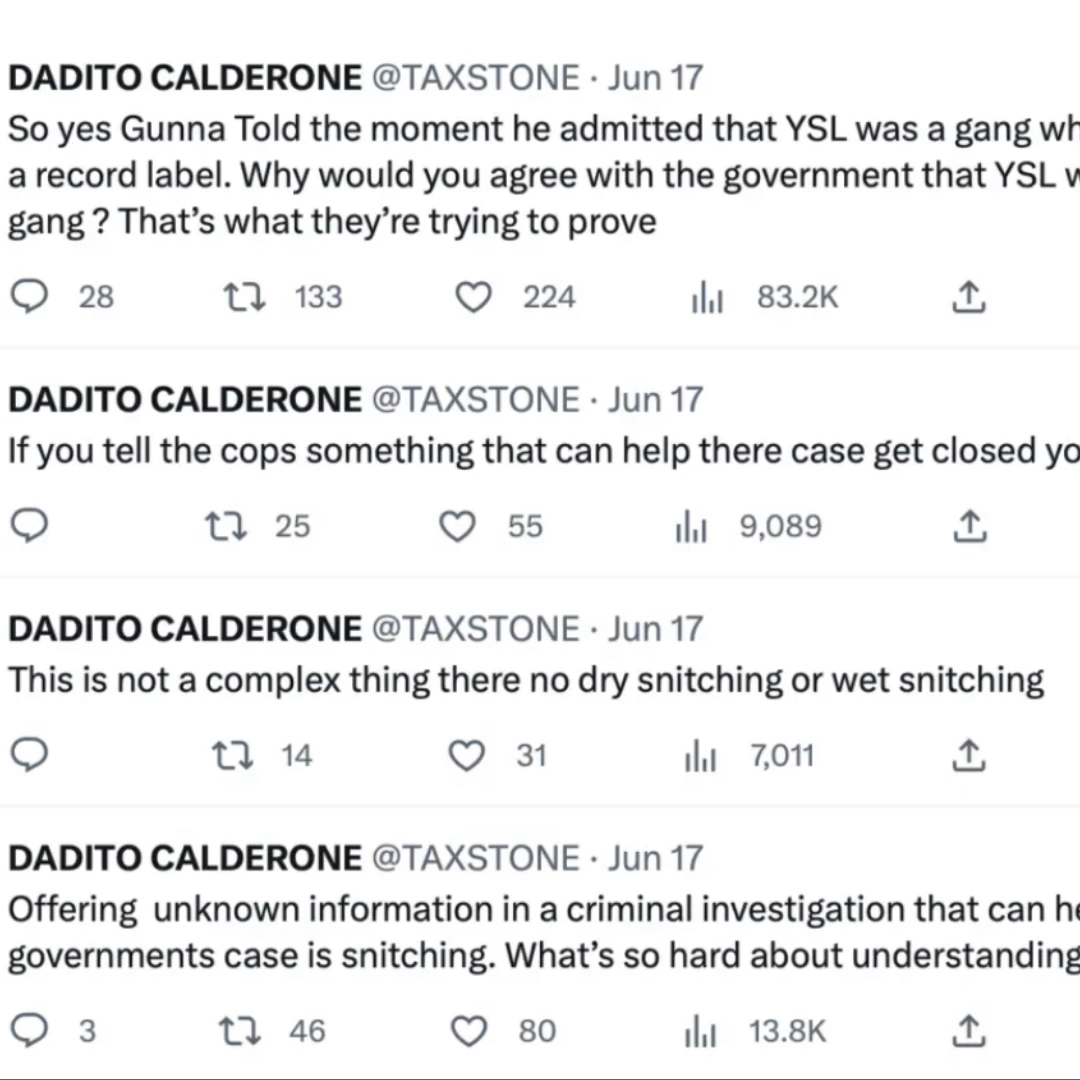 DADITO CALDERONE @TAXSTONE · Jun 17
So yes Gunna Told the moment he admitted that YSL was a gang
a record label. Why would you agree with the government that YSL
gang ? That’s what they’re trying to prove
28 133 224 83.2K
DADITO CALDERONE @TAXSTONE · Jun 17
If you tell the cops something that can help there case get closed
25 55 9,089
DADITO CALDERONE @TAXSTONE · Jun 17
This is not a complex thing there no dry snitching or wet snitching
14 31 7,011
DADITO CALDERONE @TAXSTONE · Jun 17
Offering unknown information in a criminal investigation that can
governments case is snitching. What’s so hard about understanding
3 46 80 13.8K